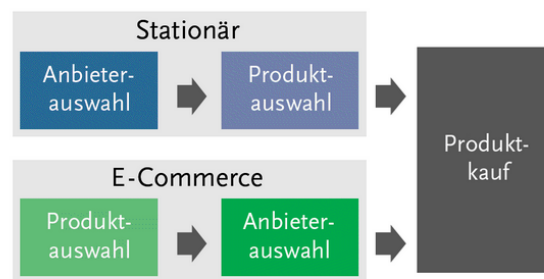 Stationär
Anbieter-
auswahl
Produkt-
auswahl
E-Commerce
Produkt-
auswahl
Anbieter-
auswahl
Produkt-
kauf